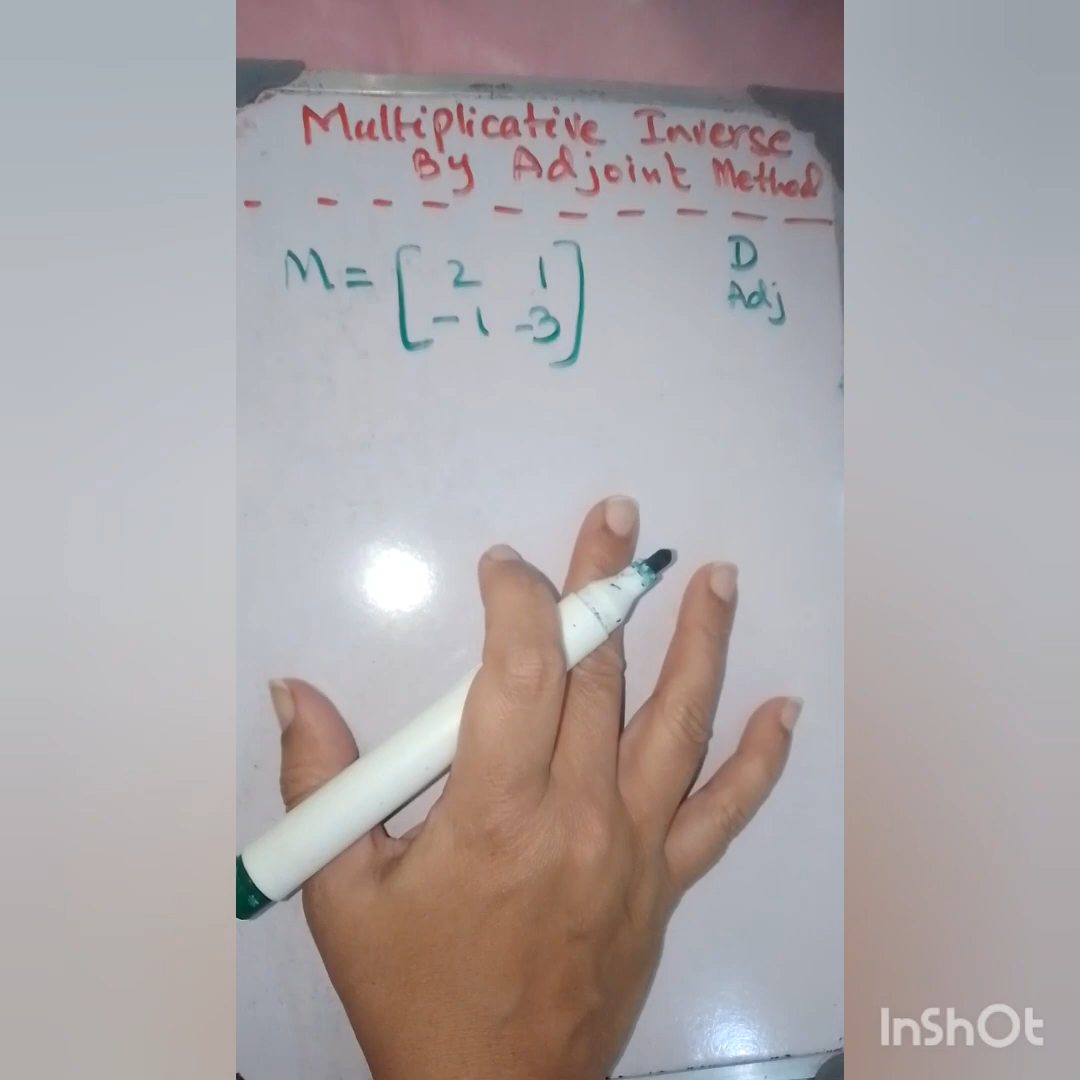 Multiplicative Inverse
By Adjoint Method
M = [ 2 1
-1 -3 ]
D
Adj
InShOt